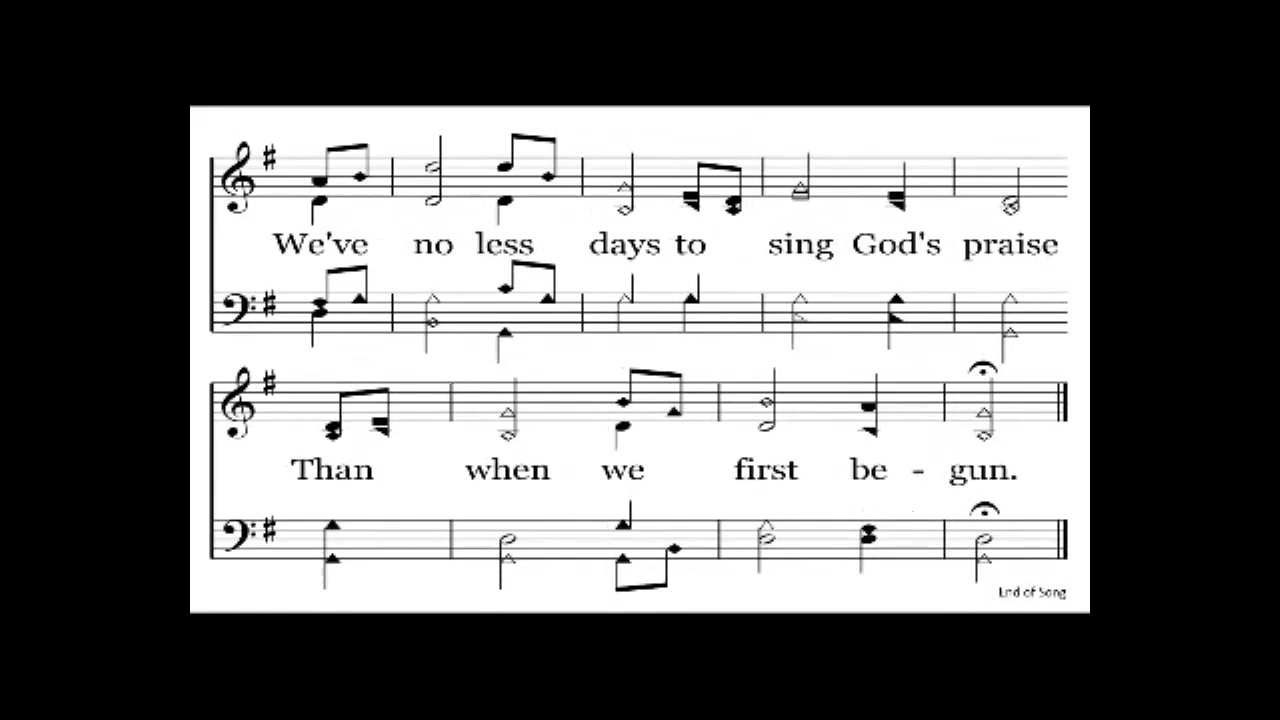 We've no less days to sing God's praise
Than when we first be - gun.
End of Song